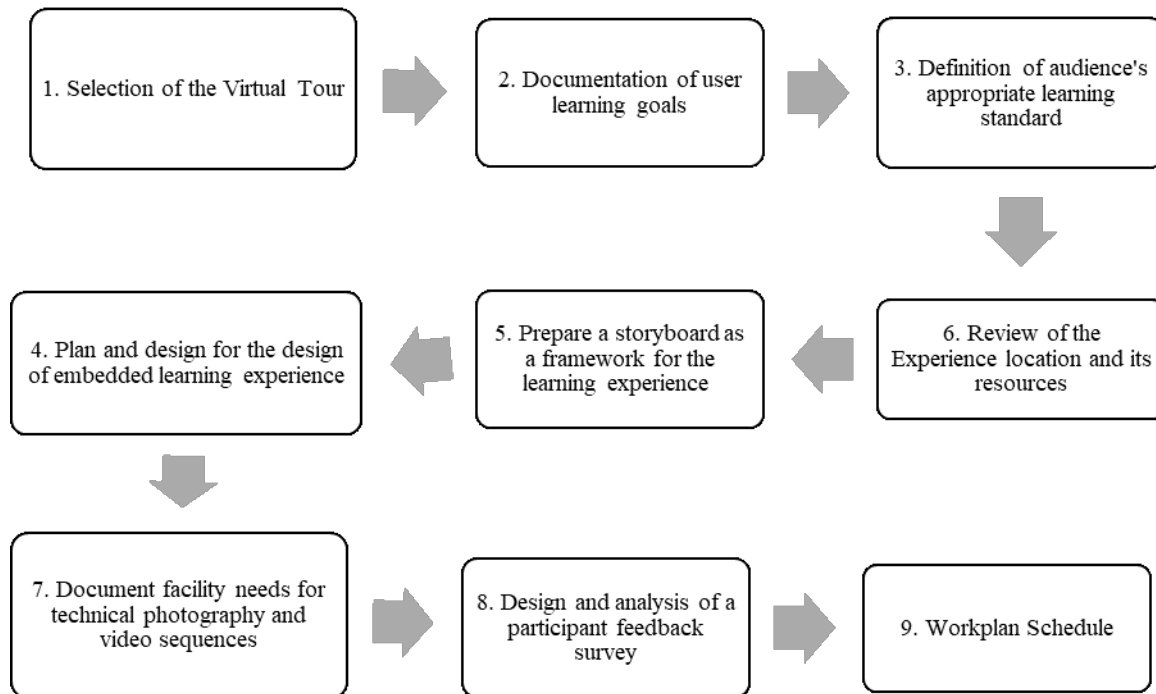 1. Selection of the Virtual Tour
2. Documentation of user
learning goals
3. Definition of audience's
appropriate learning
standard
4. Plan and design for the design
of embedded learning experience
5. Prepare a storyboard as
a framework for the
learning experience
6. Review of the
Experience location and its
resources
7. Document facility needs for
technical photography and
video sequences
8. Design and analysis of a
participant feedback
survey
9. Workplan Schedule